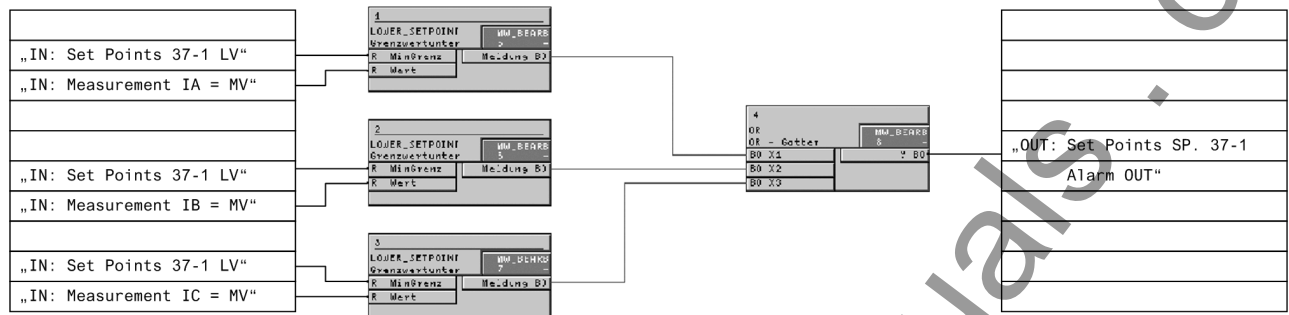 „IN: Set Points 37-1 LV“
„IN: Measurement IA = MV“
„IN: Set Points 37-1 LV“
„IN: Measurement IB = MV“
„IN: Set Points 37-1 LV“
„IN: Measurement IC = MV“
1
LOWER_SETPOINT
Grenzwertunter
MW_BEARB
5 -
R MinGrenz
Meldung BO
R Wert
2
LOWER_SETPOINT
Grenzwertunter
MW_BEARB
R MinGrenz
Meldung BO
R Wert
3
LOWER_SETPOINT
Grenzwertunter
MW_BEARB
7 -
R MinGrenz
Meldung BO
R Wert
4
OR
OR - Gatter
MW_BEARB
8 -
BO X1
Y BO
BO X2
BO X3
„OUT: Set Points SP. 37-1
Alarm OUT“